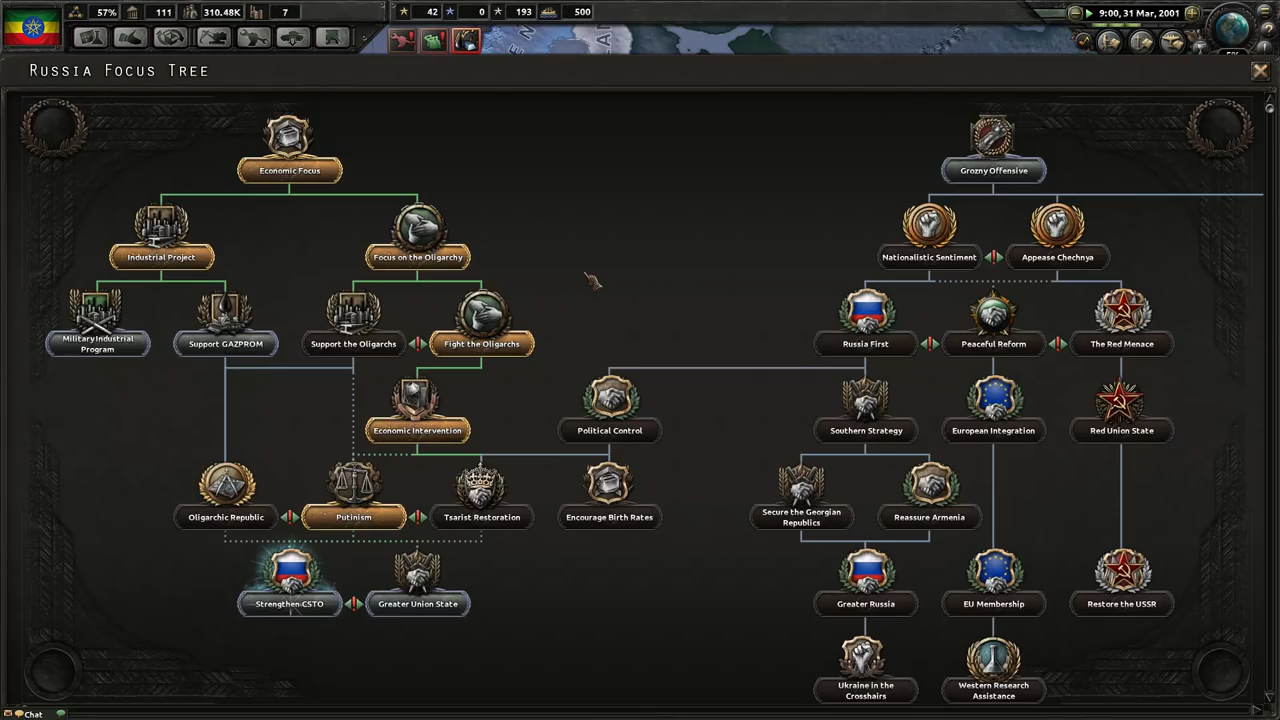 57%
111
310.48K
7
42
0
193
500
9:00, 31 Mar, 2001
Russia Focus Tree
Economic Focus
Grozny Offensive
Industrial Project
Focus on the Oligarchy
Nationalistic Sentiment
Appease Chechnya
Military Industrial
Program
Support GAZPROM
Support the Oligarchs
Fight the Oligarchs
Russia First
Peaceful Reform
The Red Menace
Economic Intervention
Political Control
Southern Strategy
European Integration
Red Union State
Oligarchic Republic
Putinism
Tsarist Restoration
Encourage Birth Rates
Secure the Georgian
Republics
Reassure Armenia
Strengthen CSTO
Greater Union State
Greater Russia
EU Membership
Restore the USSR
Ukraine in the
Crosshairs
Western Research
Assistance
Chat